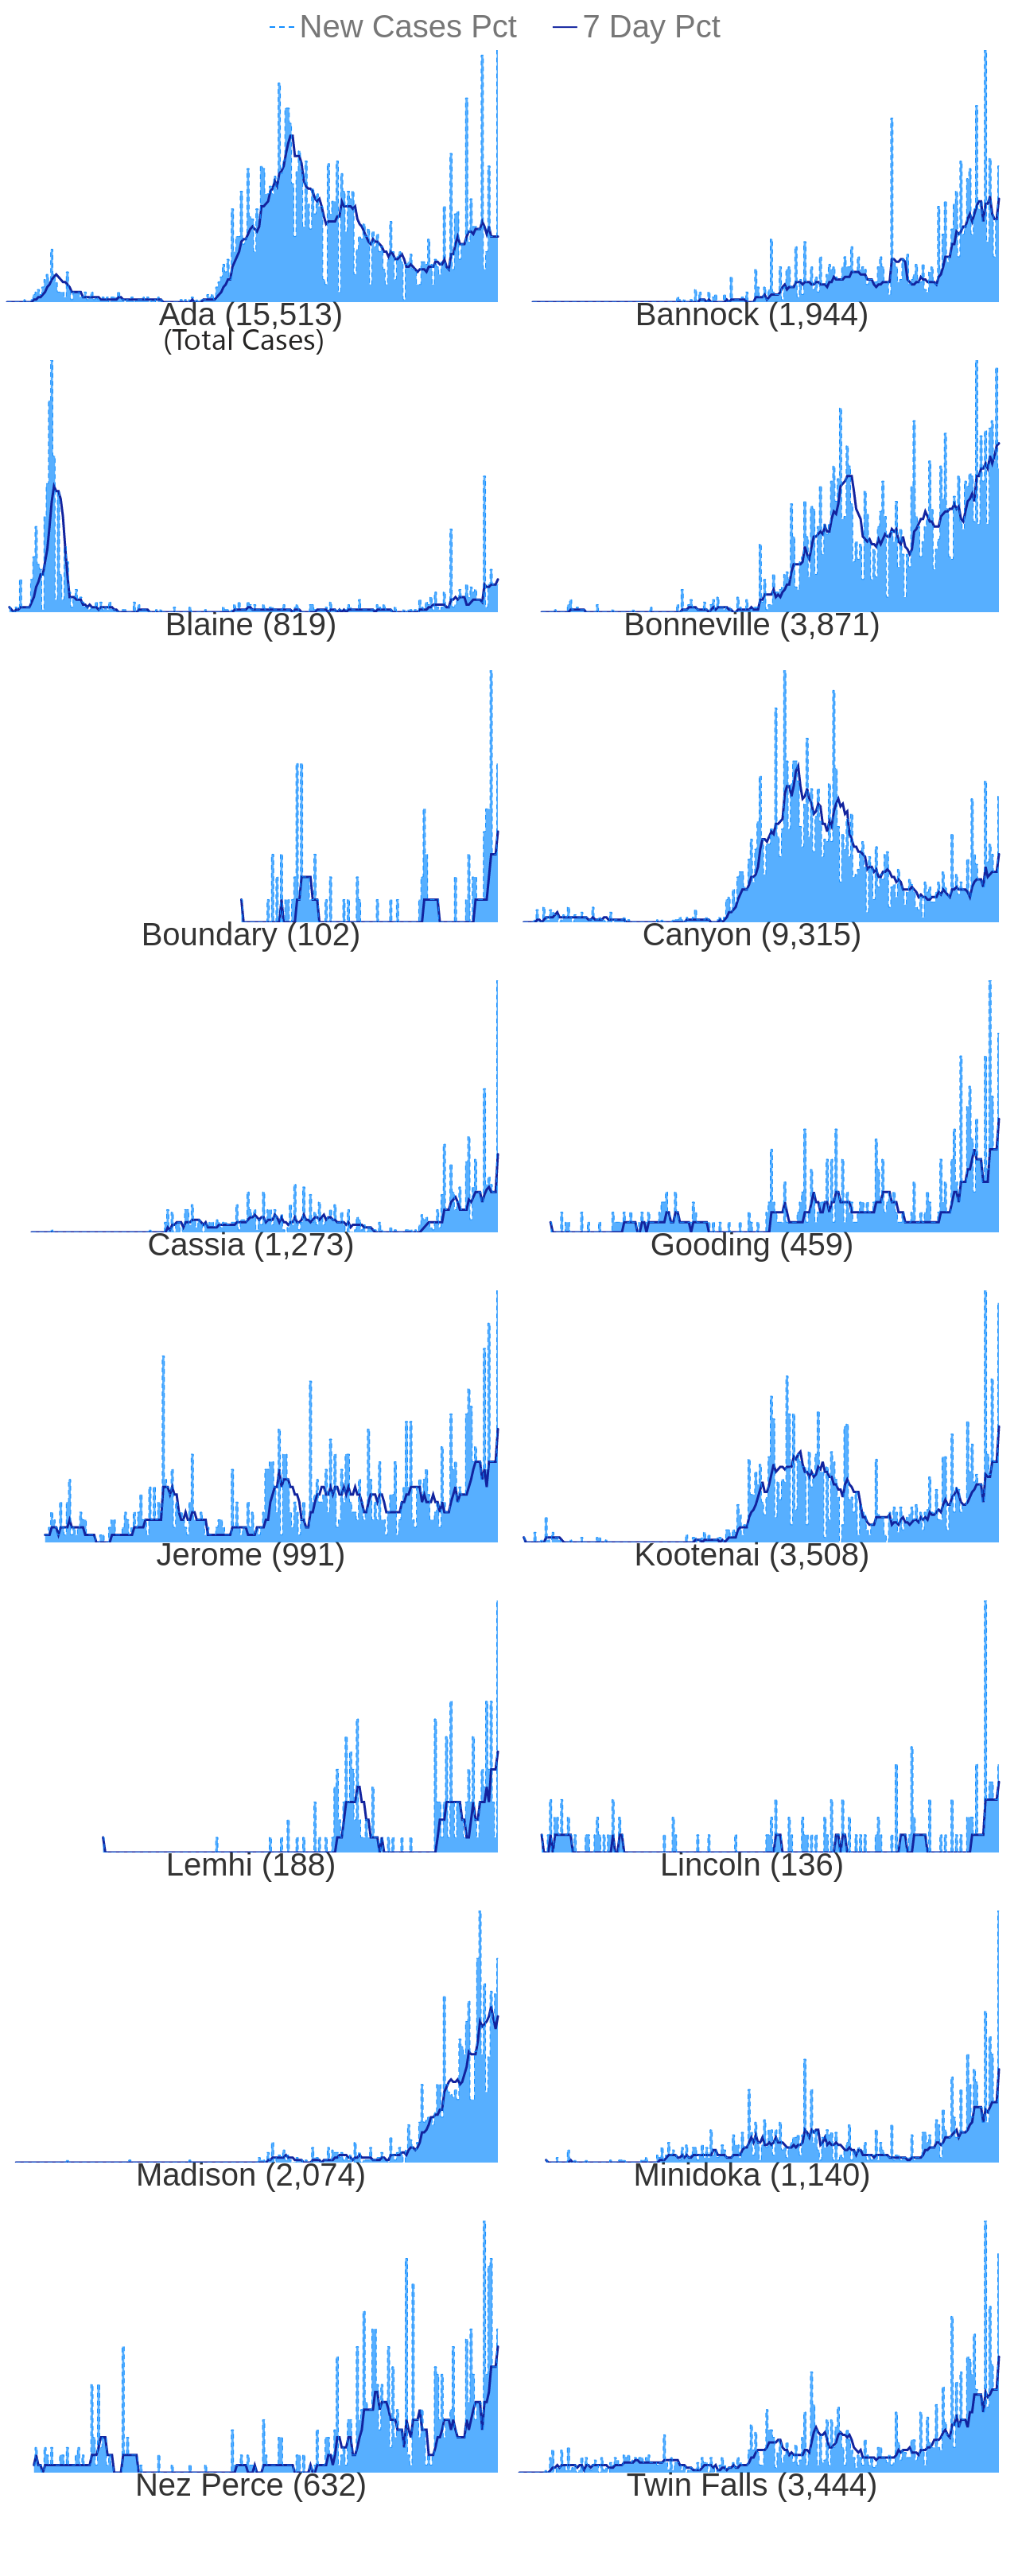 New Cases Pct 7 Day Pct
Ada (15,513) Bannock (1,944)
(Total Cases)
Blaine (819) Bonneville (3,871)
Boundary (102) Canyon (9,315)
Cassia (1,273) Gooding (459)
Jerome (991) Kootenai (3,508)
Lemhi (188) Lincoln (136)
Madison (2,074) Minidoka (1,140)
Nez Perce (632) Twin Falls (3,444)